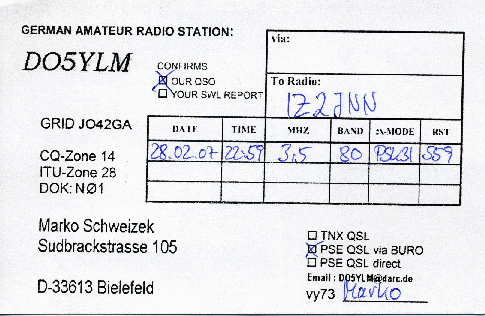 GERMAN AMATEUR RADIO STATION:
DO5YLM
CONFIRMS
OUR QSO
YOUR SWL REPORT
via:
To Radio:
IZ2JNN
GRID JO42GA
CQ-Zone 14
ITU-Zone 28
DOK: NØ1
DATE TIME MHZ BAND 2x-MODE RST
28.02.07 22:59 3,5 80 PSK31 559
Marko Schweizek
Sudbrackstrasse 105
D-33613 Bielefeld
TNX QSL
PSE QSL via BURO
PSE QSL direct
Email : DO5YLM@darc.de
vy73 Marko